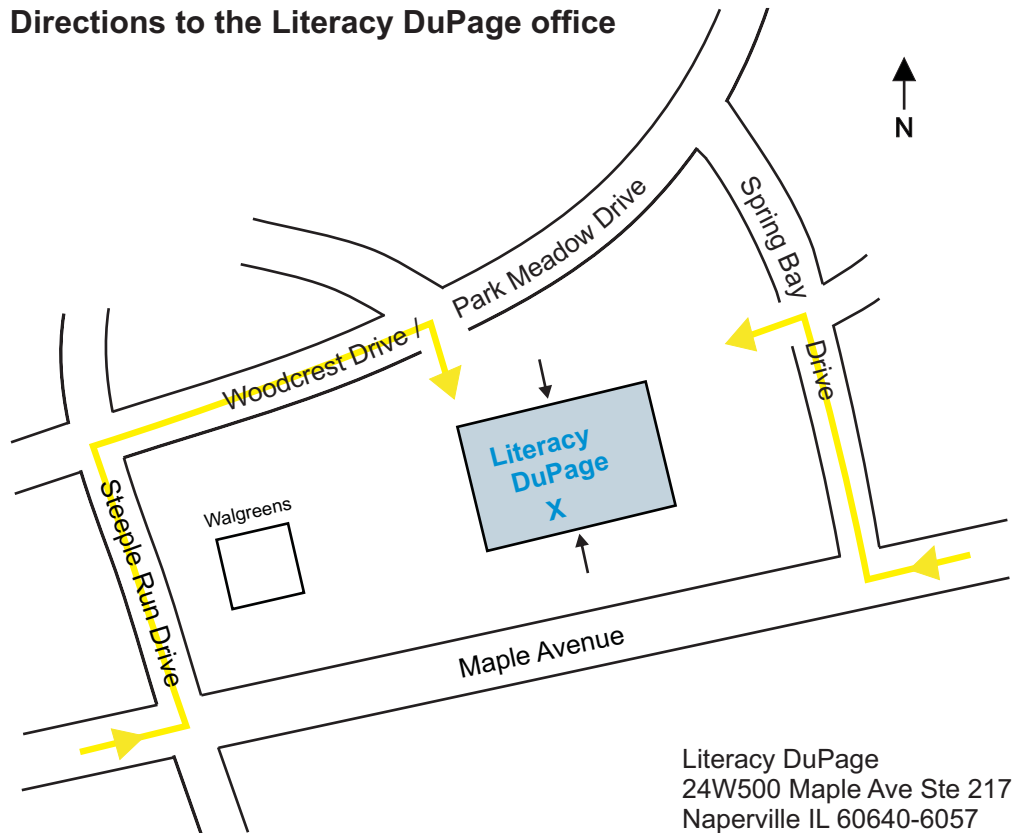 Directions to the Literacy DuPage office
N
Spring Bay
Drive
Park Meadow Drive
Woodcrest Drive /
Literacy
DuPage
X
Walgreens
Steeple Run Drive
Maple Avenue
Literacy DuPage
24W500 Maple Ave Ste 217
Naperville IL 60640-6057